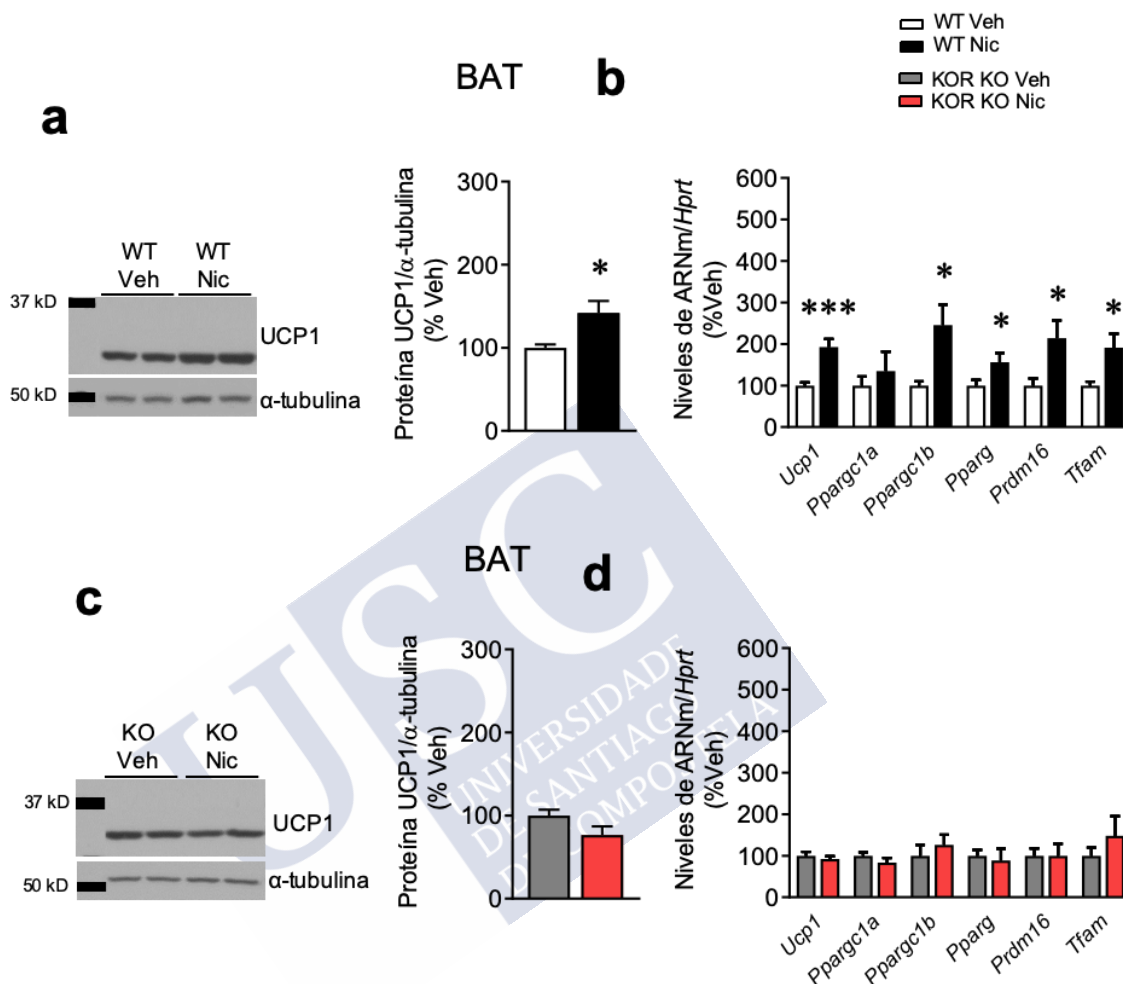 WT Veh
WT Nic
KOR KO Veh
KOR KO Nic
BAT
a
b
WT
Veh
WT
Nic
37 kD
UCP1
50 kD
α-tubulina
Proteína UCP1/α-tubulina
(% Veh)
300
200
100
0
*
Niveles de ARNm/Hprt
(%Veh)
600
500
400
300
200
100
0
***
*
*
*
*
Ucp1
Ppargc1a
Ppargc1b
Pparg
Prdm16
Tfam
BAT
c
d
KO
Veh
KO
Nic
37 kD
UCP1
50 kD
α-tubulina
Proteína UCP1/α-tubulina
(% Veh)
300
200
100
0
Niveles de ARNm/Hprt
(%Veh)
600
500
400
300
200
100
0
Ucp1
Ppargc1a
Ppargc1b
Pparg
Prdm16
Tfam
USC
UNIVERSIDADE
DE SANTIAGO
DE COMPOSTELA